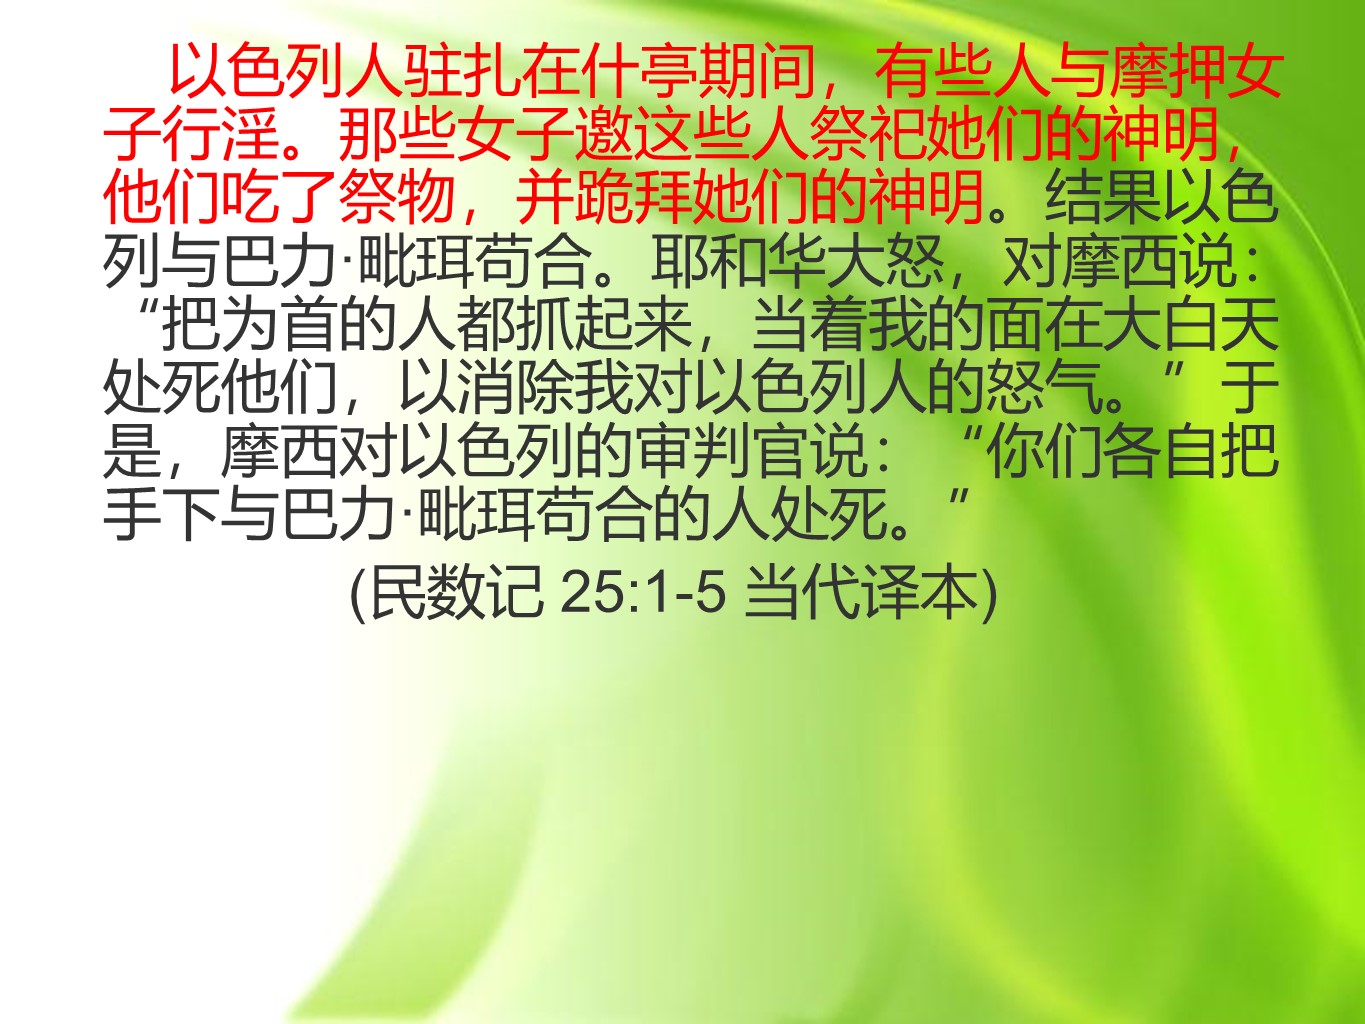 以色列人驻扎在什亭期间，有些人与摩押女
子行淫。那些女子邀这些人祭祀她们的神明，
他们吃了祭物，并跪拜她们的神明。结果以色
列与巴力·毗珥苟合。耶和华大怒，对摩西说：
“把为首的人都抓起来，当着我的面在大白天
处死他们，以消除我对以色列人的怒气。”于
是，摩西对以色列的审判官说：“你们各自把
手下与巴力·毗珥苟合的人处死。”
(民数记 25:1-5 当代译本)